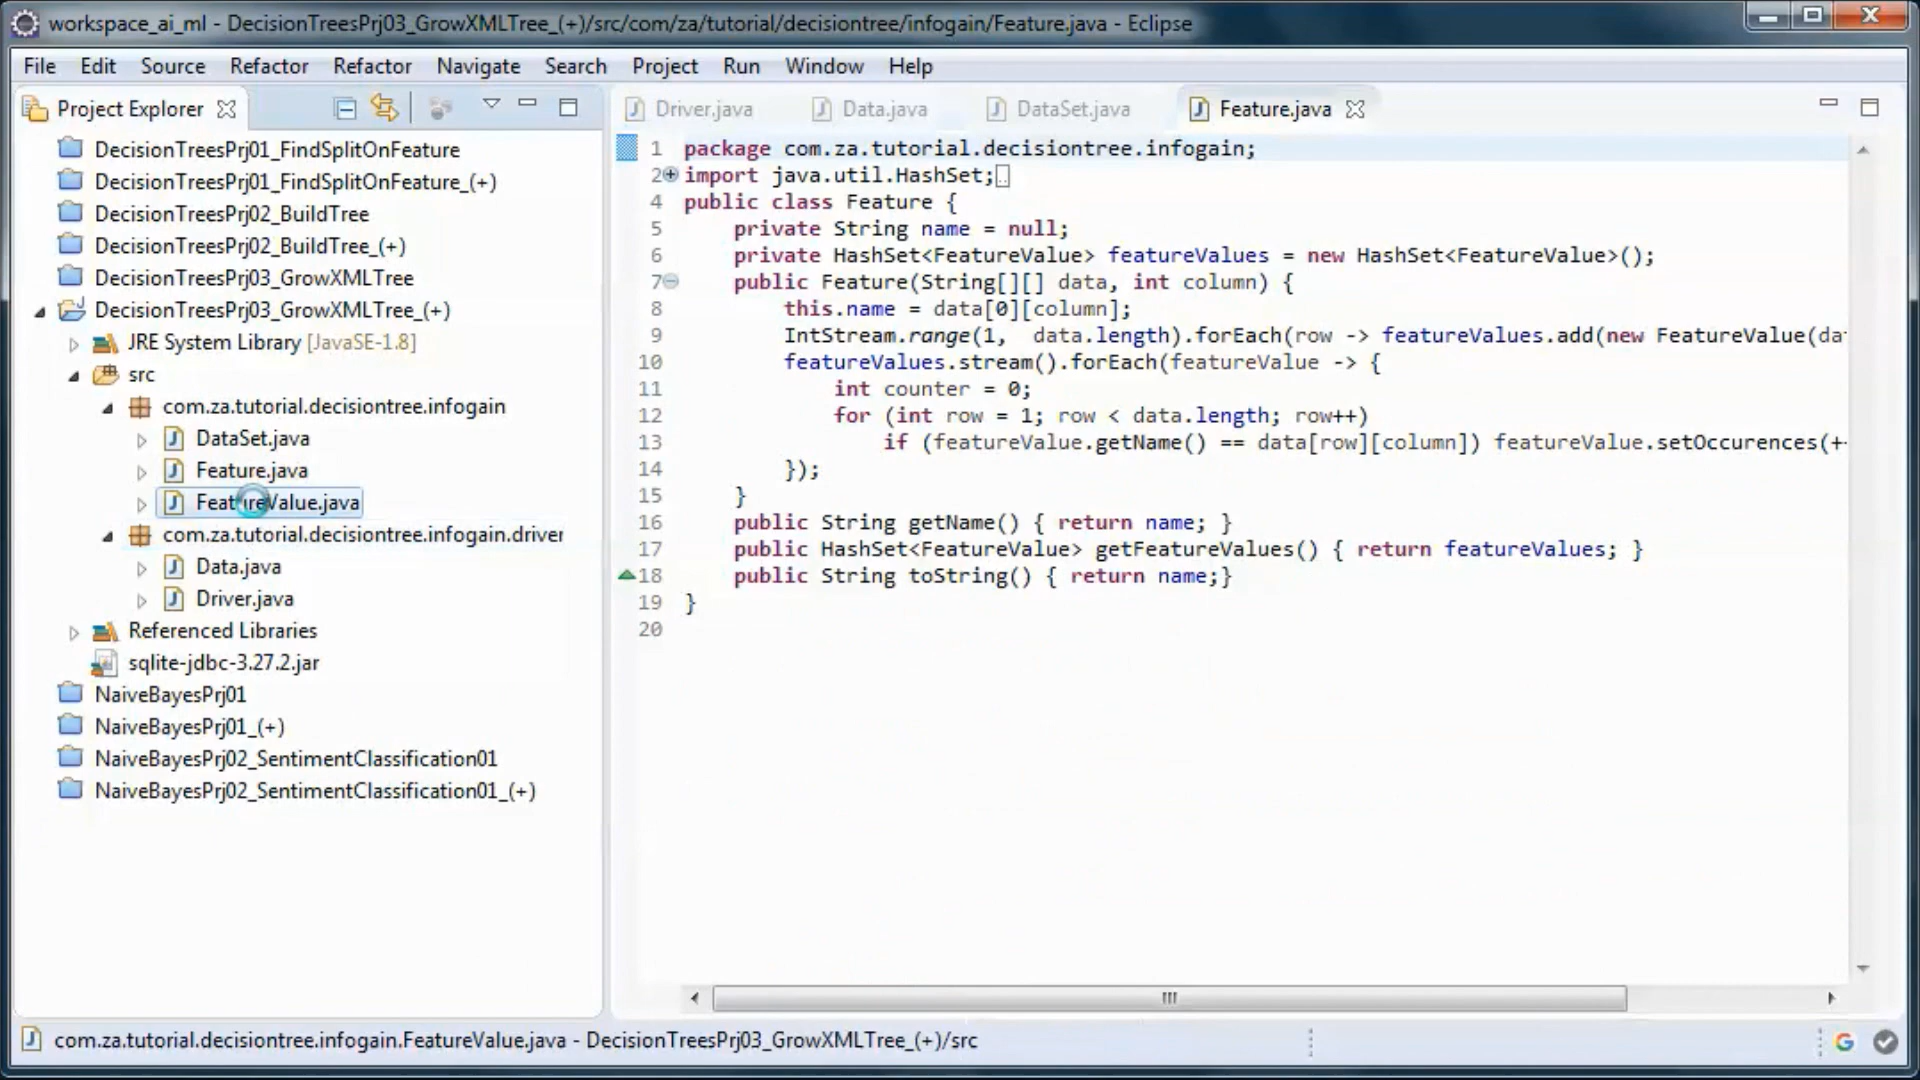 workspace_ai_ml - DecisionTreesPrj03_GrowXMLTree_(+)/src/com/za/tutorial/decisiontree/infogain/Feature.java - Eclipse
File Edit Source Refactor Refactor Navigate Search Project Run Window Help
Project Explorer
DecisionTreesPrj01_FindSplitOnFeature
DecisionTreesPrj01_FindSplitOnFeature_(+)
DecisionTreesPrj02_BuildTree
DecisionTreesPrj02_BuildTree_(+)
DecisionTreesPrj03_GrowXMLTree
DecisionTreesPrj03_GrowXMLTree_(+)
JRE System Library [JavaSE-1.8]
src
com.za.tutorial.decisiontree.infogain
DataSet.java
Feature.java
FeatureValue.java
com.za.tutorial.decisiontree.infogain.driver
Data.java
Driver.java
Referenced Libraries
sqlite-jdbc-3.27.2.jar
NaiveBayesPrj01
NaiveBayesPrj01_(+)
NaiveBayesPrj02_SentimentClassification01
NaiveBayesPrj02_SentimentClassification01_(+)
Driver.java Data.java DataSet.java Feature.java
1 package com.za.tutorial.decisiontree.infogain;
2 import java.util.HashSet;
4 public class Feature {
5 private String name = null;
6 private HashSet<FeatureValue> featureValues = new HashSet<FeatureValue>();
7 public Feature(String[][] data, int column) {
8 this.name = data[0][column];
9 IntStream.range(1, data.length).forEach(row -> featureValues.add(new FeatureValue(da
10 featureValues.stream().forEach(featureValue -> {
11 int counter = 0;
12 for (int row = 1; row < data.length; row++)
13 if (featureValue.getName() == data[row][column]) featureValue.setOccurences(+
14 });
15 }
16 public String getName() { return name; }
17 public HashSet<FeatureValue> getFeatureValues() { return featureValues; }
18 public String toString() { return name;}
19 }
20
com.za.tutorial.decisiontree.infogain.FeatureValue.java - DecisionTreesPrj03_GrowXMLTree_(+)/src